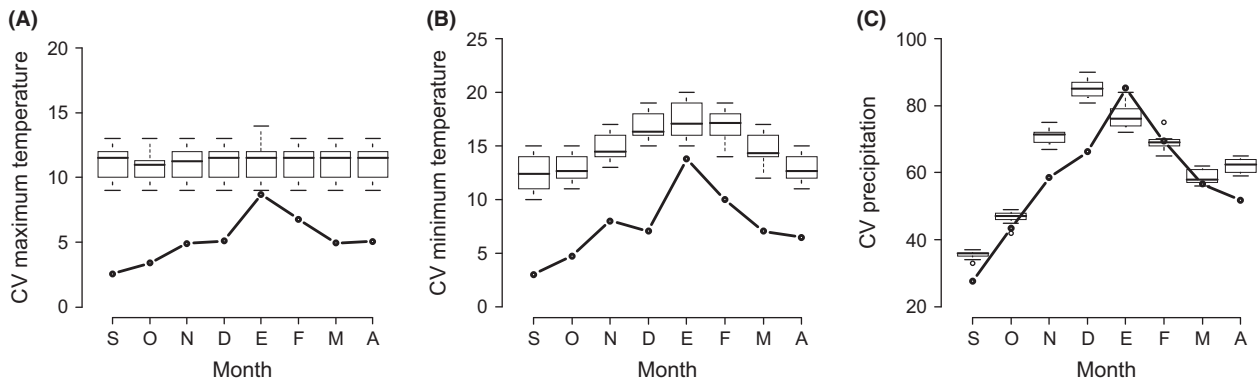 (A)
CV maximum temperature
20
15
10
5
0
S O N D E F M A
Month
(B)
CV minimum temperature
25
20
15
10
5
0
S O N D E F M A
Month
(C)
CV precipitation
100
80
60
40
20
S O N D E F M A
Month